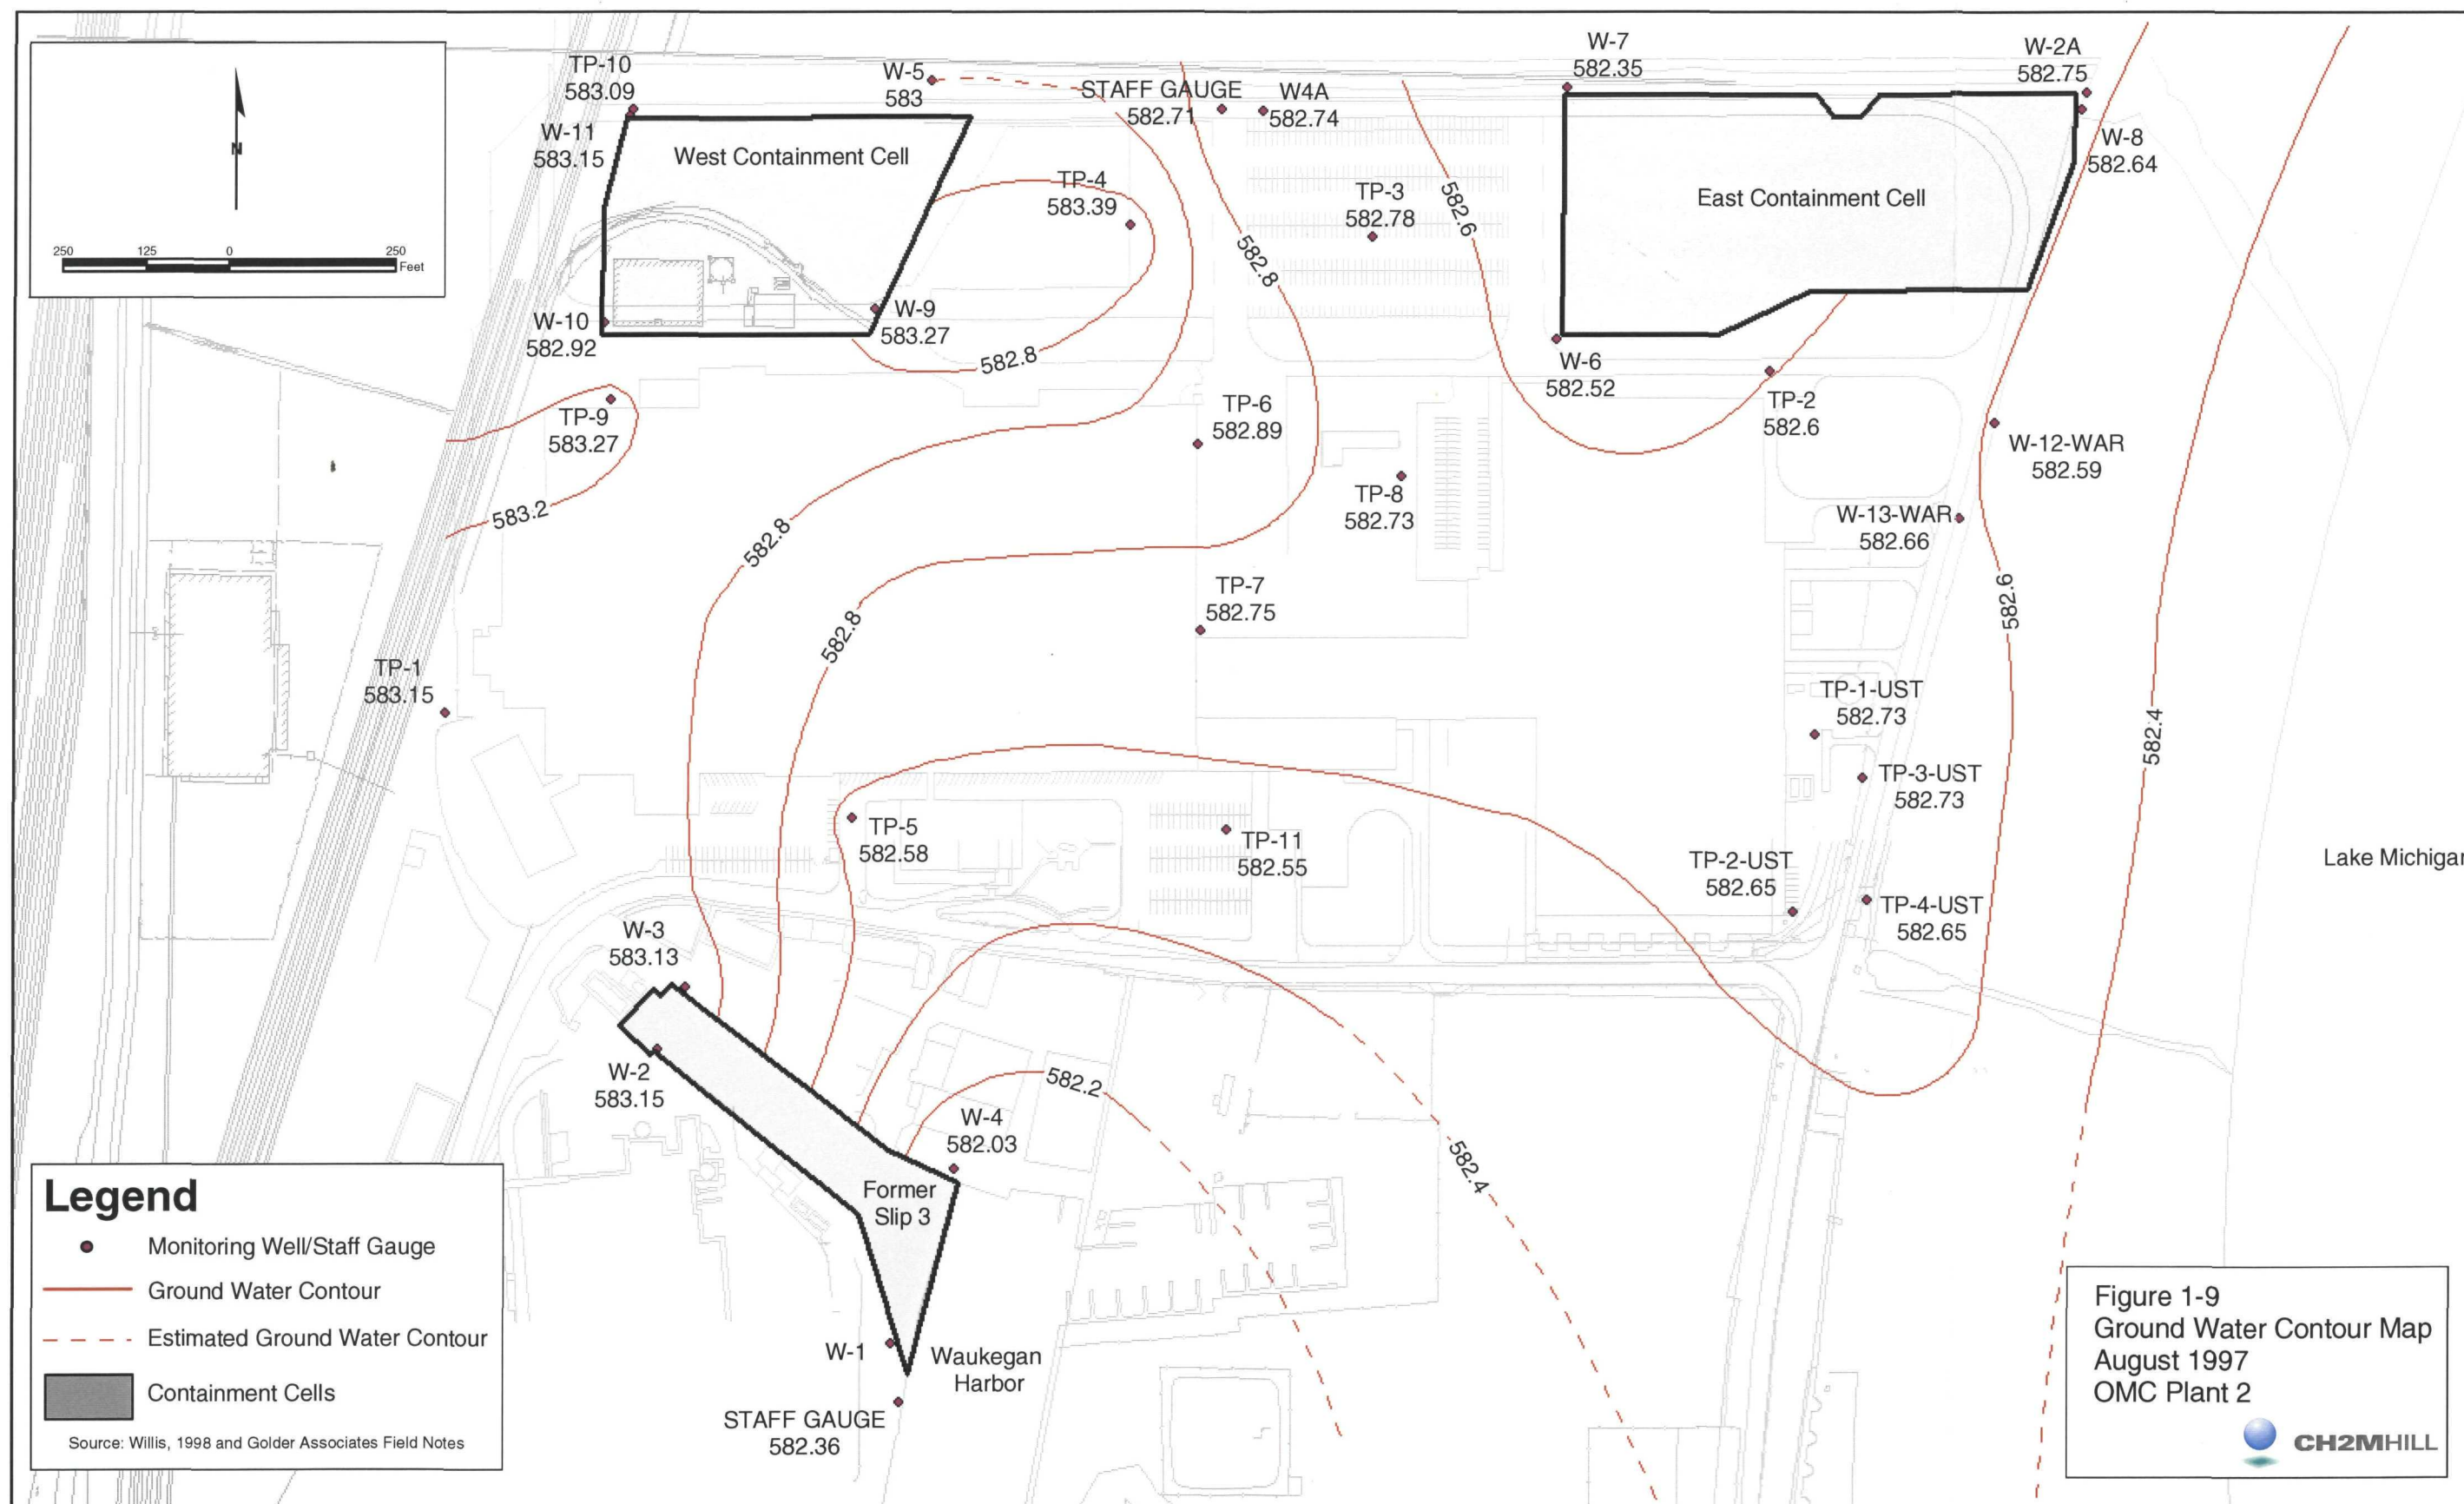 W-7
582.35
W-2A
582.75
TP-10
583.09
W-5
583
STAFF GAUGE
582.71
W4A
582.74
W-11
583.15
West Containment Cell
W-8
582.64
N
TP-4
583.39
TP-3
582.78
582.6
East Containment Cell
250 125 0 250
Feet
582.8
W-10
582.92
W-9
583.27
582.8
W-6
582.52
TP-9
583.27
TP-6
582.89
TP-2
582.6
W-12-WAR
582.59
583.2
582.8
TP-8
582.73
W-13-WAR
582.66
TP-7
582.75
582.8
582.6
TP-1
583.15
TP-1-UST
582.73
582.4
TP-3-UST
582.73
TP-5
582.58
TP-11
582.55
TP-2-UST
582.65
Lake Michigan
TP-4-UST
582.65
W-3
583.13
W-2
583.15
582.2
W-4
582.03
582.4
Former
Slip 3
W-1
Waukegan
Harbor
STAFF GAUGE
582.36
Legend
Monitoring Well/Staff Gauge
Ground Water Contour
Estimated Ground Water Contour
Containment Cells
Source: Willis, 1998 and Golder Associates Field Notes
Figure 1-9
Ground Water Contour Map
August 1997
OMC Plant 2
CH2MHILL